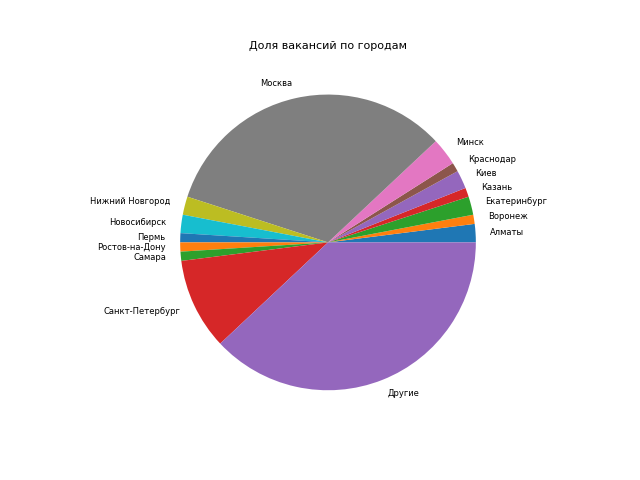 Доля вакансий по городам
Москва
Минск
Краснодар
Киев
Казань
Екатеринбург
Воронеж
Алматы
Нижний Новгород
Новосибирск
Пермь
Ростов-на-Дону
Самара
Санкт-Петербург
Другие